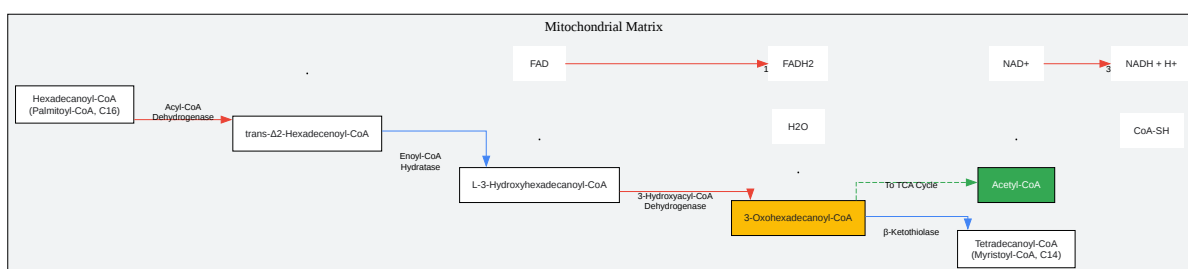 Mitochondrial Matrix
FAD
1
FADH2
NAD+
3
NADH + H+
Hexadecanoyl-CoA
(Palmitoyl-CoA, C16)
Acyl-CoA
Dehydrogenase
trans-Δ2-Hexadecenoyl-CoA
H2O
CoA-SH
Enoyl-CoA
Hydratase
L-3-Hydroxyhexadecanoyl-CoA
3-Hydroxyacyl-CoA
Dehydrogenase
To TCA Cycle
Acetyl-CoA
3-Oxohexadecanoyl-CoA
β-Ketothiolase
Tetradecanoyl-CoA
(Myristoyl-CoA, C14)